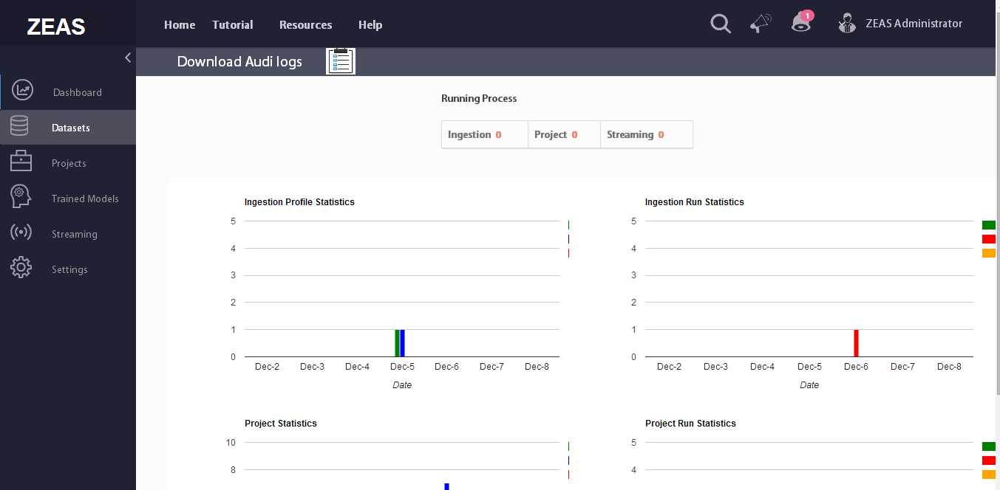 ZEAS
Home Tutorial Resources Help
1
ZEAS Administrator
Download Audi logs
Dashboard
Datasets
Projects
Trained Models
Streaming
Settings
Running Process
Ingestion 0 Project 0 Streaming 0
Ingestion Profile Statistics
5
4
3
2
1
0
Dec-2 Dec-3 Dec-4 Dec-5 Dec-6 Dec-7 Dec-8
Date
Ingestion Run Statistics
5
4
3
2
1
0
Dec-2 Dec-3 Dec-4 Dec-5 Dec-6 Dec-7 Dec-8
Date
Project Statistics
10
8
Project Run Statistics
5
4